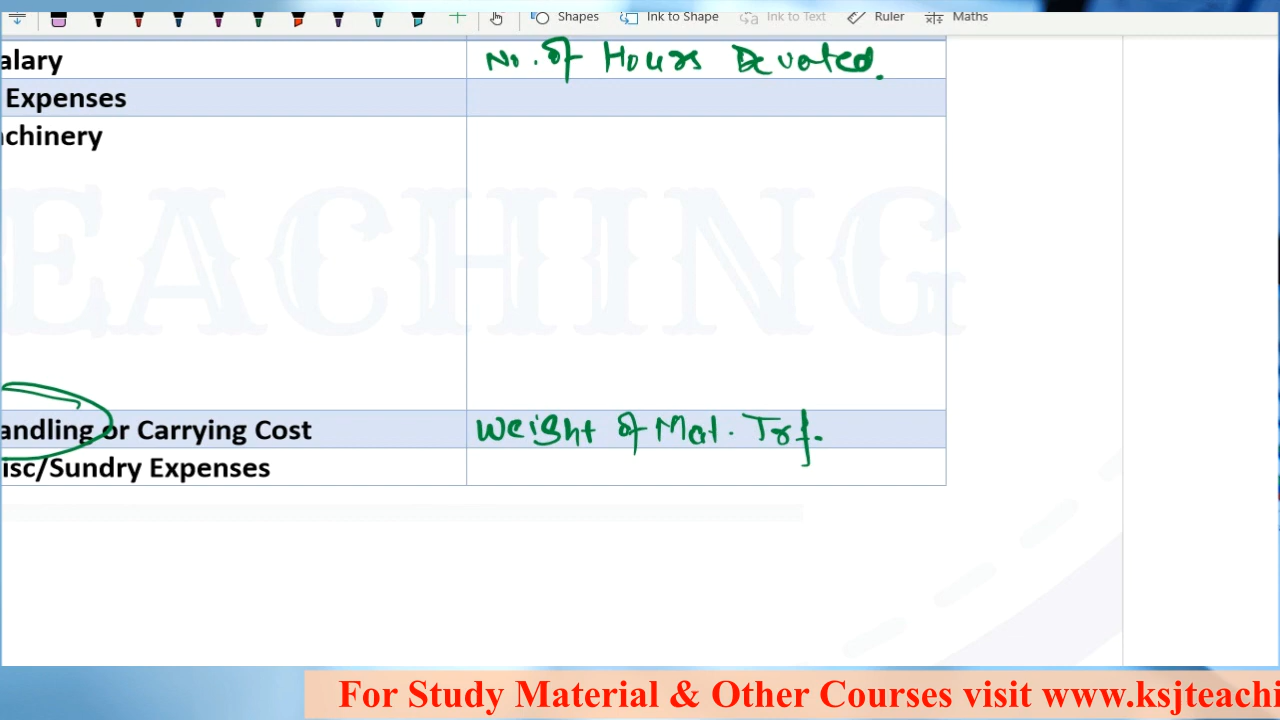 Shapes Ink to Shape Ink to Text Ruler Maths
alary No. of Hours Devoted.
Expenses
achinery
EACHING
andling or Carrying Cost Weight of Mat. Trf.
isc/Sundry Expenses
For Study Material & Other Courses visit www.ksjteachi